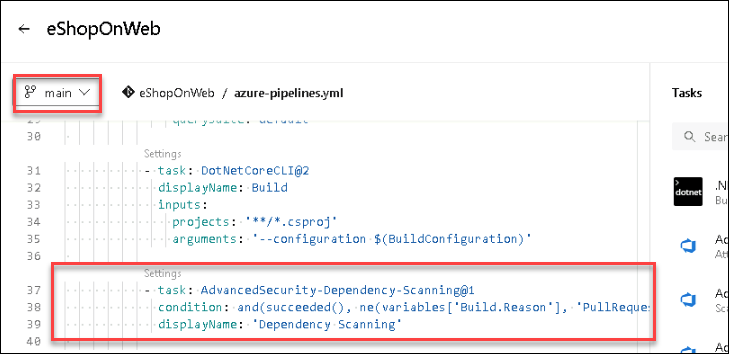 ← eShopOnWeb
main
eShopOnWeb / azure-pipelines.yml
Tasks
29 querysuite: default
30
Sear
Settings
31 - task: DotNetCoreCLI@2
32 displayName: Build
33 inputs:
34 projects: '**/*.csproj'
35 arguments: '--configuration $(BuildConfiguration)'
36
dotnet
.N
Bu
Settings
37 - task: AdvancedSecurity-Dependency-Scanning@1
38 condition: and(succeeded(), ne(variables['Build.Reason'], 'PullReque
39 displayName: 'Dependency Scanning'
40
Ad
Att
Ad
Sca
Ad